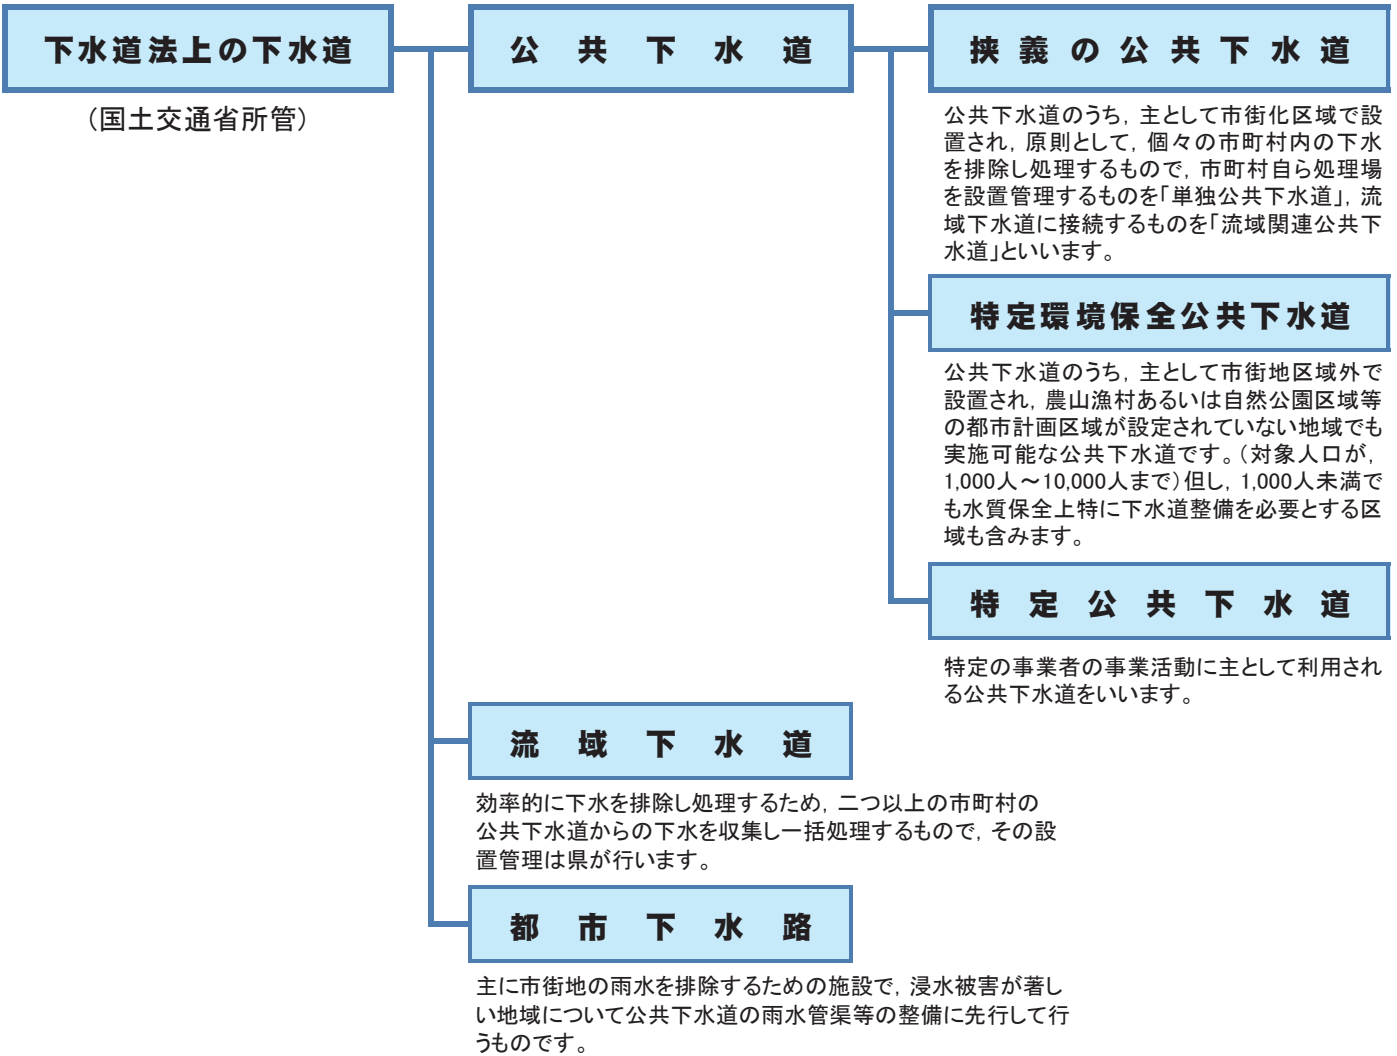 下水道法上の下水道
（国土交通省所管）
公共下水道
狭義の公共下水道
公共下水道のうち，主として市街化区域で設
置され，原則として，個々の市町村内の下水
を排除し処理するもので，市町村自ら処理場
を設置管理するものを「単独公共下水道」，流
域下水道に接続するものを「流域関連公共下
水道」といいます。
特定環境保全公共下水道
公共下水道のうち，主として市街地区域外で
設置され，農山漁村あるいは自然公園区域等
の都市計画区域が設定されていない地域でも
実施可能な公共下水道です。（対象人口が，
1,000人～10,000人まで）但し，1,000人未満で
も水質保全上特に下水道整備を必要とする区
域も含みます。
特定公共下水道
特定の事業者の事業活動に主として利用され
る公共下水道をいいます。
流域下水道
効率的に下水を排除し処理するため，二つ以上の市町村の
公共下水道からの下水を収集し一括処理するもので，その設
置管理は県が行います。
都市下水路
主に市街地の雨水を排除するための施設で，浸水被害が著し
い地域について公共下水道の雨水管渠等の整備に先行して行
うものです。